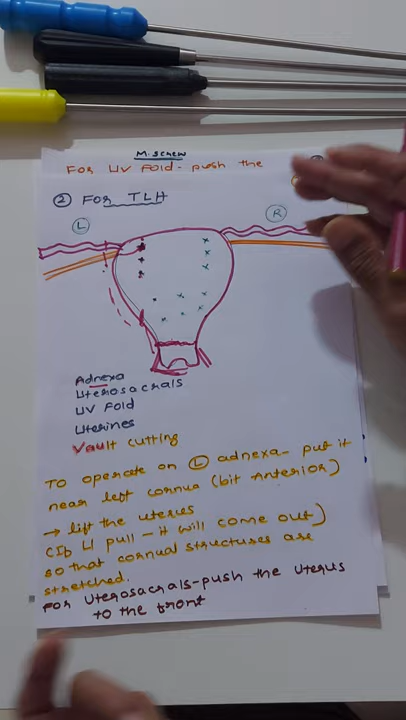 M. Screw
For UV Fold - push the
② FOR TLH
L
R
Adnexa
Uterosacrals
UV Fold
Uterines
Vault cutting
To operate on Ⓛ adnexa - put it
near left cornua (bit Anterior)
→ lift the uterus
pull - it will come out)
so that cornual structures are
stretched.
For Uterosacrals - push the uterus
to the front